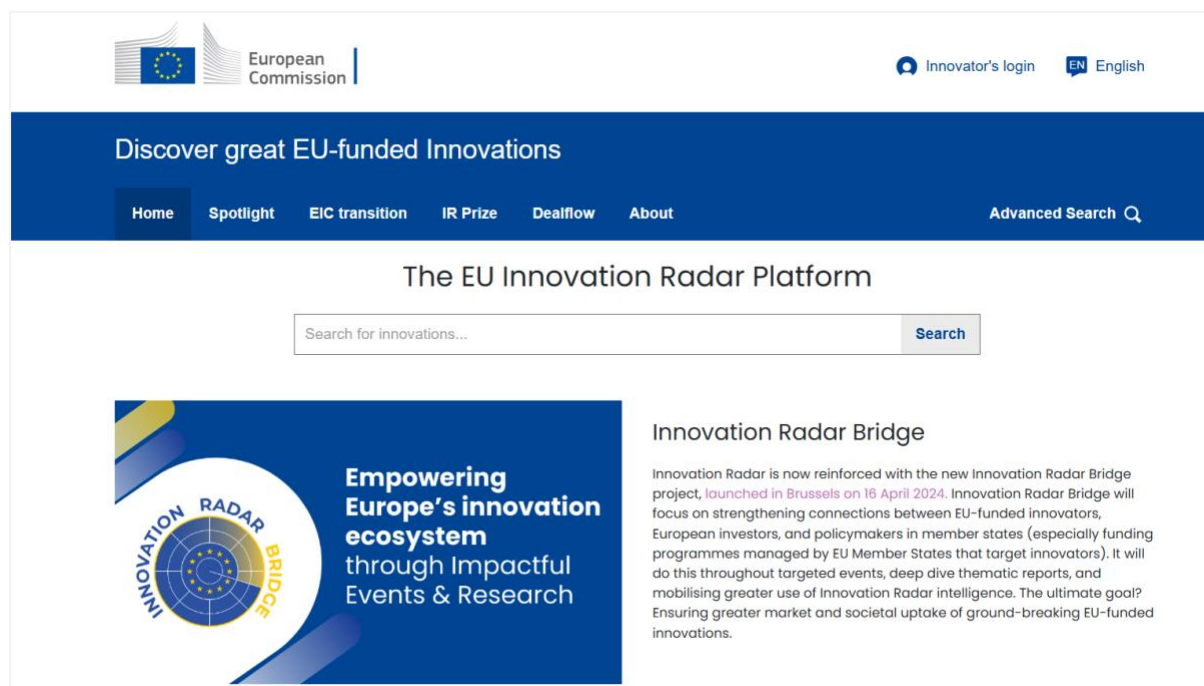 European
Commission
Innovator's login
EN English
Discover great EU-funded Innovations
Home Spotlight EIC transition IR Prize Dealflow About Advanced Search
The EU Innovation Radar Platform
Search for innovations... Search
INNOVATION RADAR BRIDGE
Empowering
Europe's innovation
ecosystem
through Impactful
Events & Research
Innovation Radar Bridge
Innovation Radar is now reinforced with the new Innovation Radar Bridge
project, launched in Brussels on 16 April 2024. Innovation Radar Bridge will
focus on strengthening connections between EU-funded innovators,
European investors, and policymakers in member states (especially funding
programmes managed by EU Member States that target innovators). It will
do this throughout targeted events, deep dive thematic reports, and
mobilising greater use of Innovation Radar intelligence. The ultimate goal?
Ensuring greater market and societal uptake of ground-breaking EU-funded
innovations.